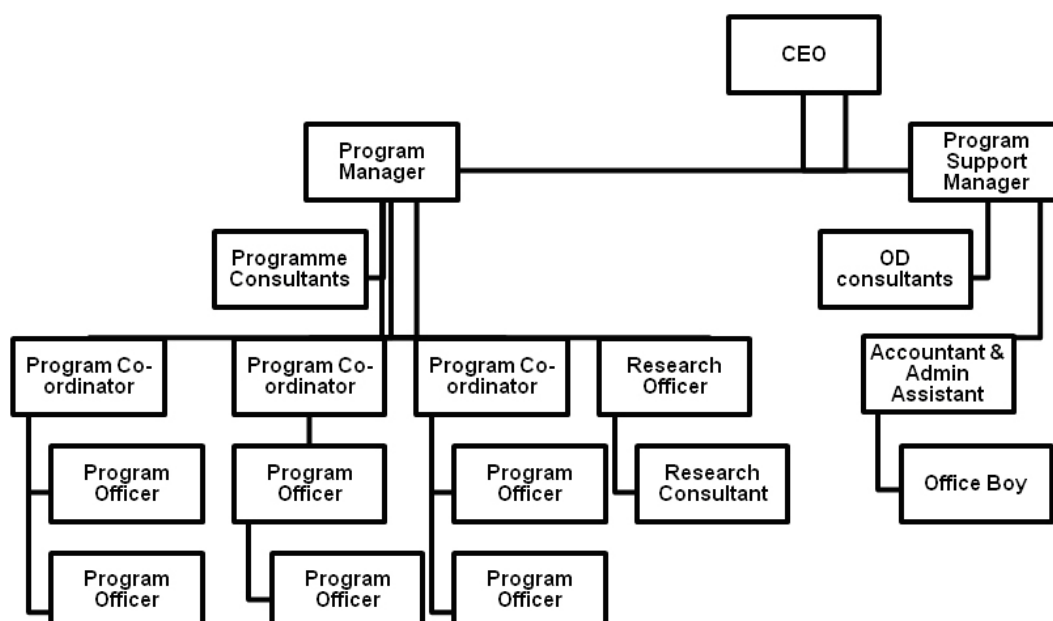 CEO
Program
Manager
Program
Support
Manager
Programme
Consultants
OD
consultants
Program Co-
ordinator
Program Co-
ordinator
Program Co-
ordinator
Research
Officer
Accountant &
Admin
Assistant
Program
Officer
Program
Officer
Program
Officer
Research
Consultant
Office Boy
Program
Officer
Program
Officer
Program
Officer